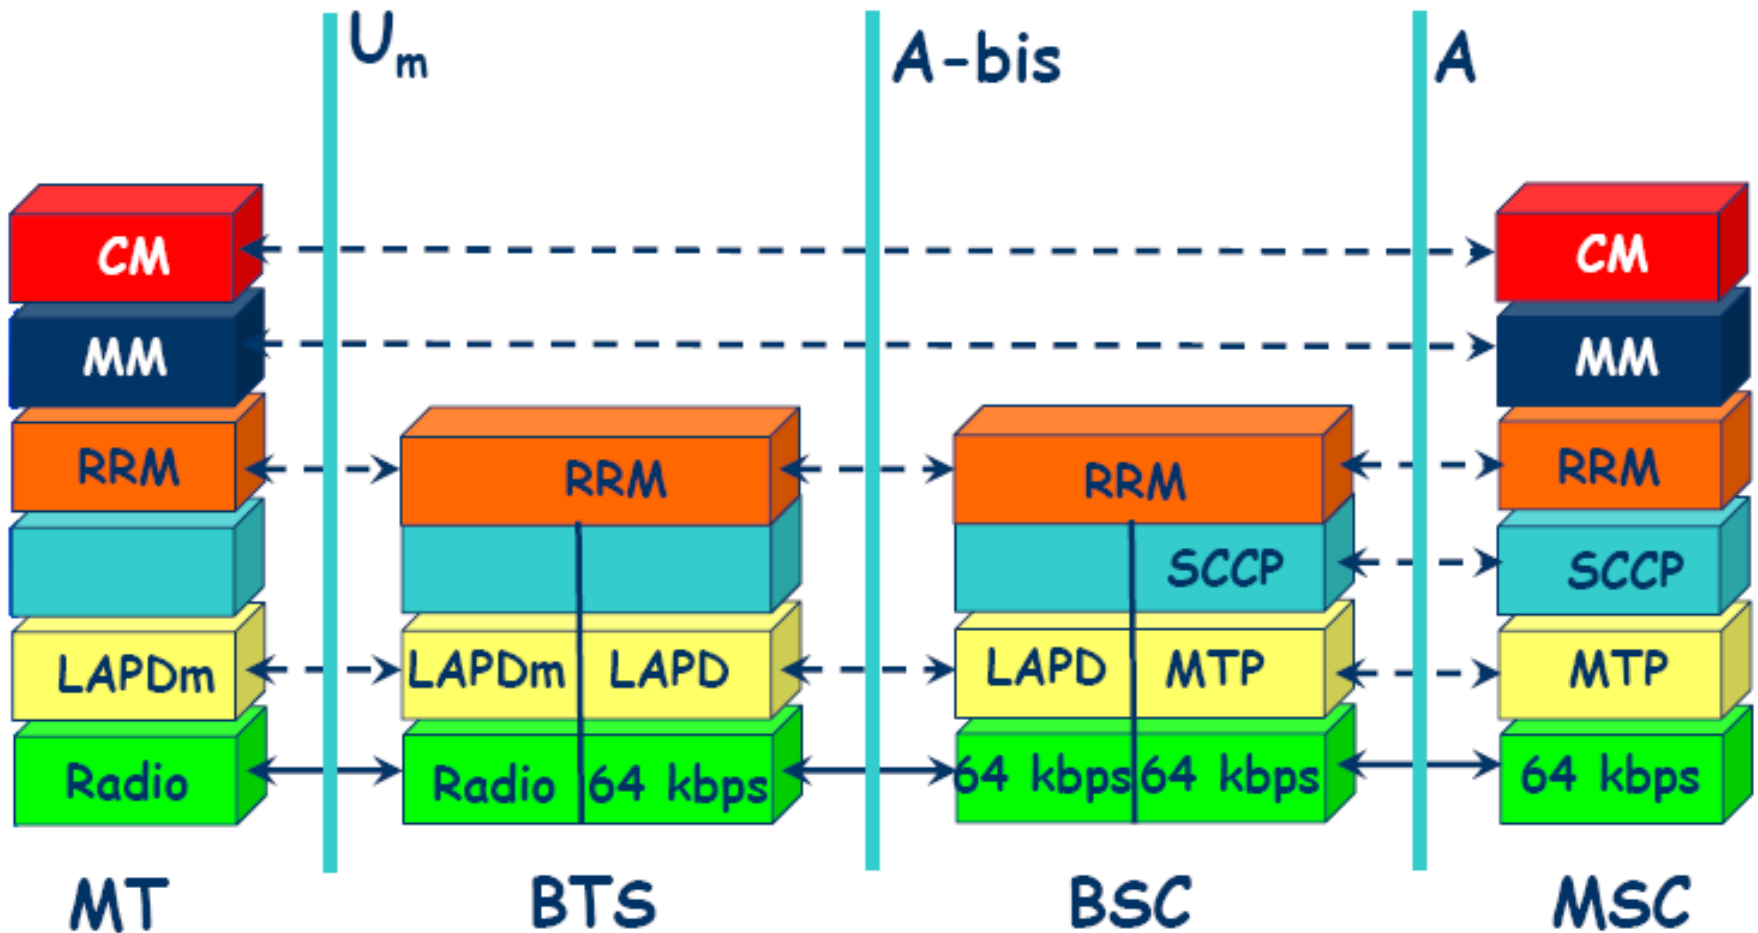 Um A-bis A
CM CM
MM MM
RRM RRM RRM RRM
SCCP SCCP
LAPDm LAPDm LAPD LAPD MTP MTP
Radio Radio 64 kbps 64 kbps 64 kbps 64 kbps
MT BTS BSC MSC